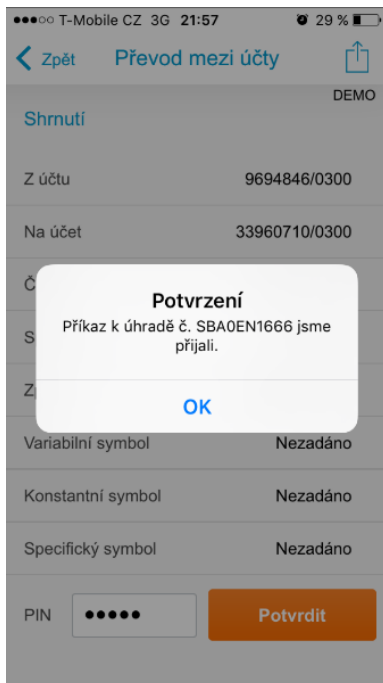 T-Mobile CZ 3G 21:57 29 %
Zpět Převod mezi účty
DEMO
Shrnutí
Z účtu 9694846/0300
Na účet 33960710/0300
Potvrzení
Příkaz k úhradě č. SBA0EN1666 jsme
přijali.
OK
Variabilní symbol Nezadáno
Konstantní symbol Nezadáno
Specifický symbol Nezadáno
PIN ••••• Potvrdit